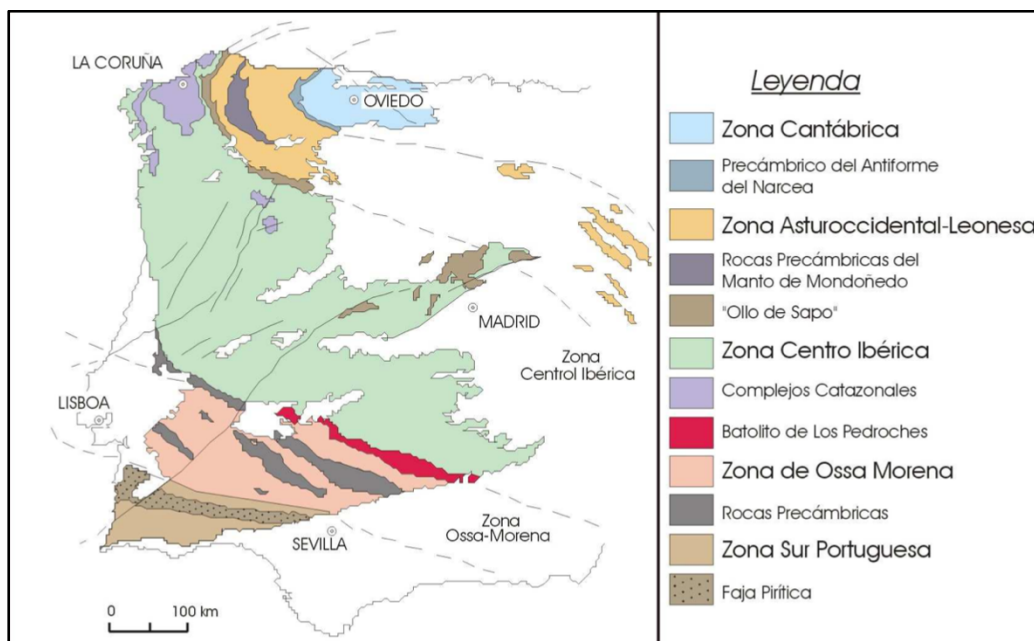 LA CORUÑA
OVIEDO
MADRID
Zona
Centrol Ibérica
LISBOA
Zona
Ossa-Morena
SEVILLA
0 100 km
Leyenda
Zona Cantábrica
Precámbrico del Antiforme
del Narcea
Zona Asturoccidental-Leonesa
Rocas Precámbricas del
Manto de Mondoñedo
"Ollo de Sapo"
Zona Centro Ibérica
Complejos Catazonales
Batolito de Los Pedroches
Zona de Ossa Morena
Rocas Precámbricas
Zona Sur Portuguesa
Faja Pirítica